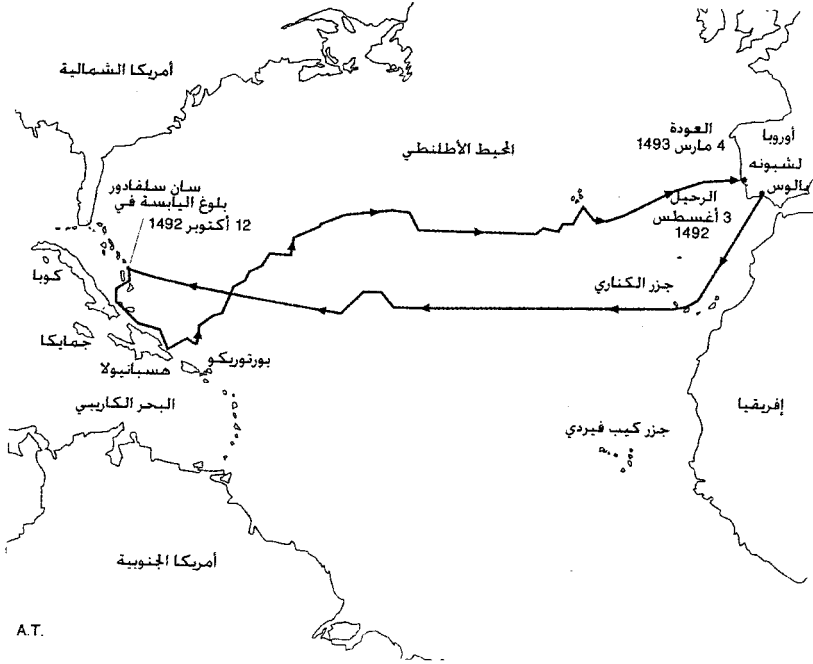 أمريكا الشمالية
المحيط الأطلنطي
العودة
4 مارس 1493
أوروبا
لشبونه
بالوس
الرحيل
3 أغسطس
1492
سان سلفادور
بلوغ اليابسة في
12 أكتوبر 1492
كوبا
جزر الكناري
جمايكا
هسبانيولا
بورتوريكو
البحر الكاريبي
إفريقيا
جزر كيب فيردي
أمريكا الجنوبية
A.T.